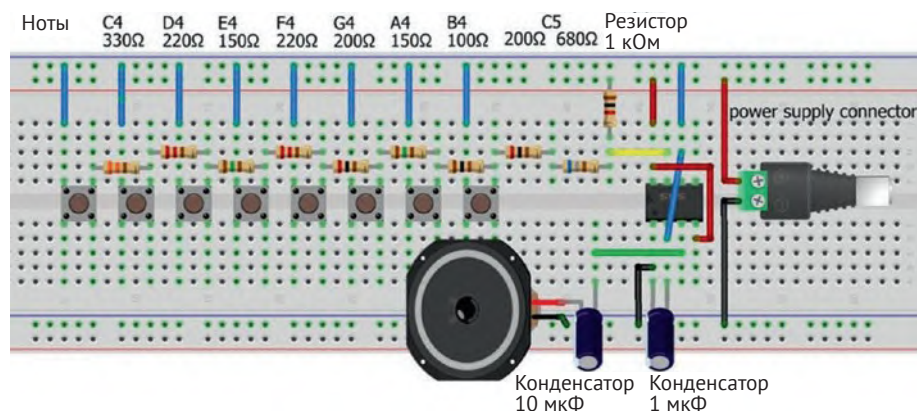 Ноты
C4 D4 E4 F4 G4 A4 B4 C5
330Ω 220Ω 150Ω 220Ω 200Ω 150Ω 100Ω 200Ω 680Ω
Резистор
1 кОм
power supply connector
Конденсатор
10 мкФ
Конденсатор
1 мкФ